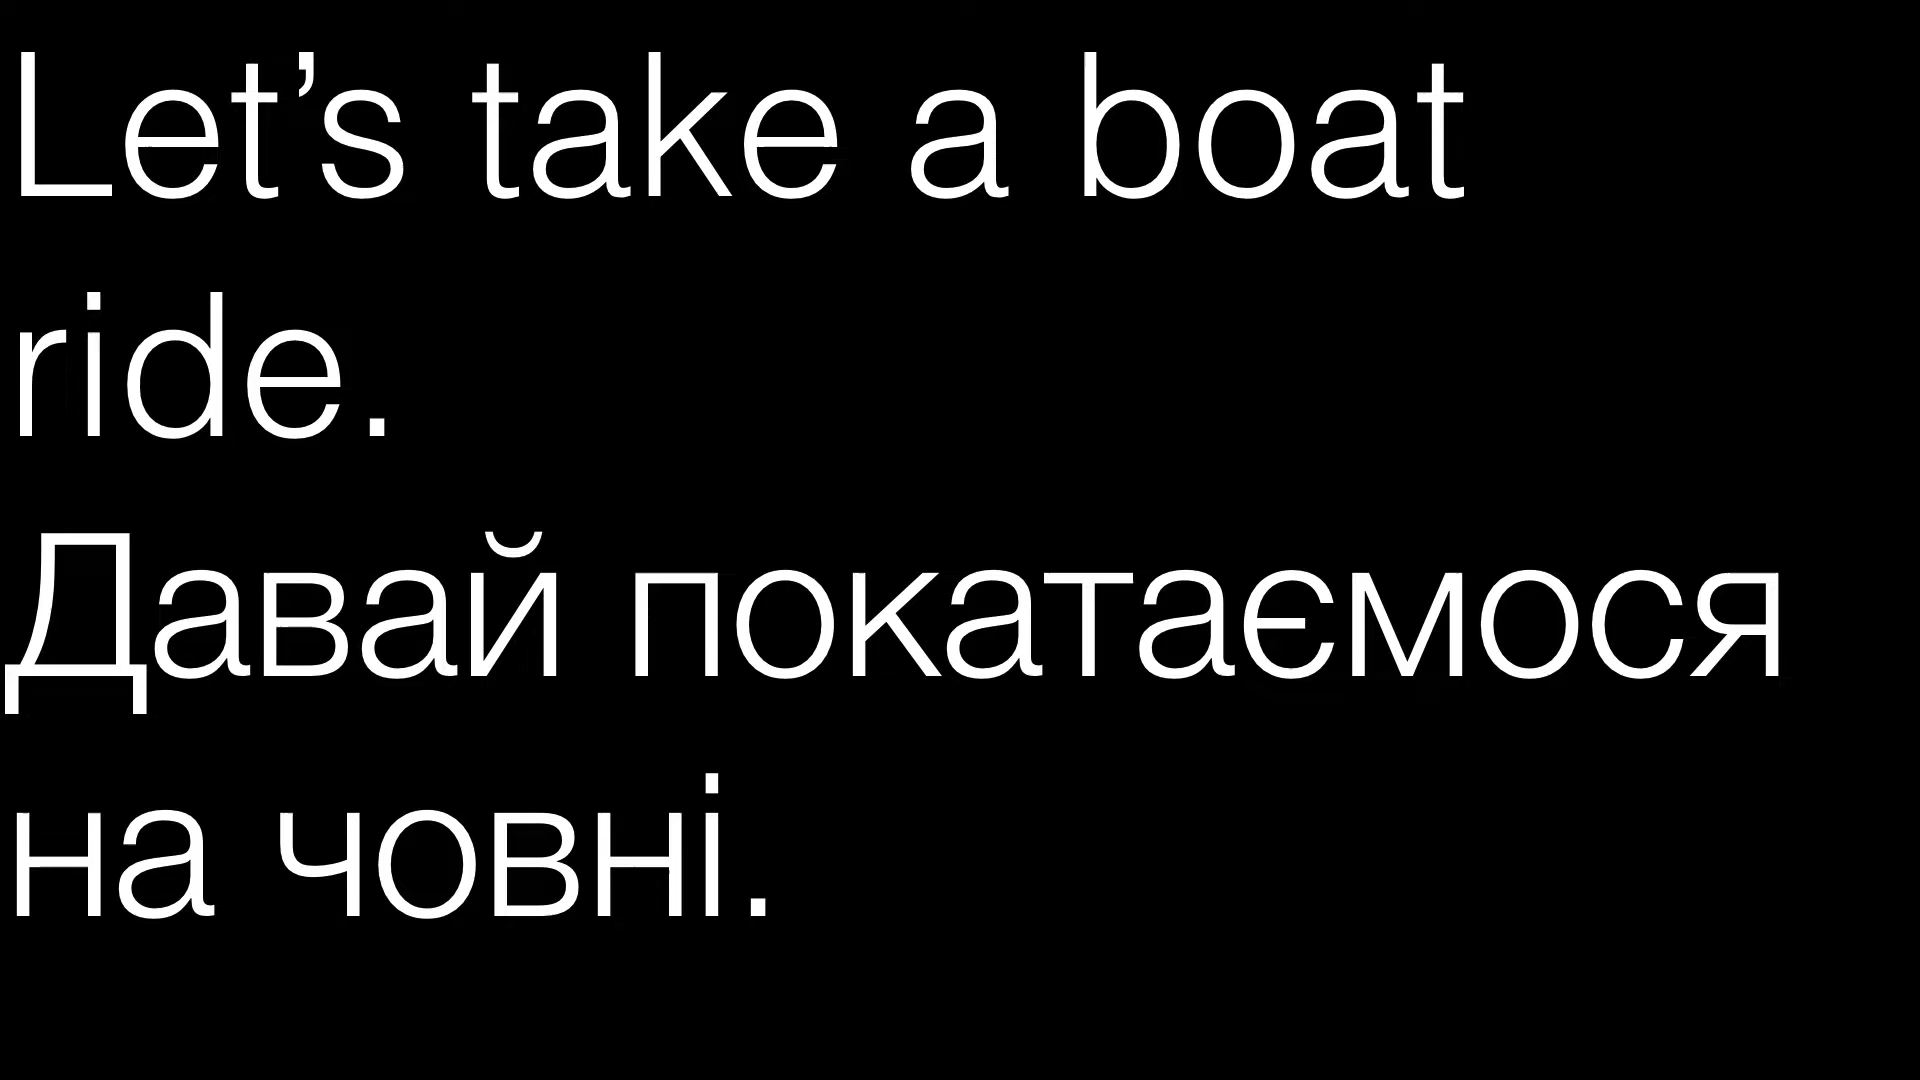 Let’s take a boat
ride.
Давай покатаємося
на човні.